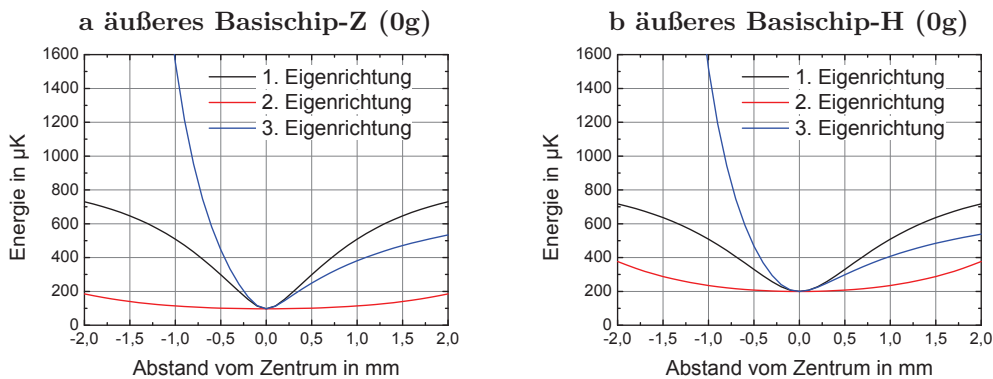 a äußeres Basischip-Z (0g)
1600
1400
1200
1000
800
600
400
200
0
Energie in µK
1. Eigenrichtung
2. Eigenrichtung
3. Eigenrichtung
-2,0 -1,5 -1,0 -0,5 0,0 0,5 1,0 1,5 2,0
Abstand vom Zentrum in mm
b äußeres Basischip-H (0g)
1600
1400
1200
1000
800
600
400
200
0
Energie in µK
1. Eigenrichtung
2. Eigenrichtung
3. Eigenrichtung
-2,0 -1,5 -1,0 -0,5 0,0 0,5 1,0 1,5 2,0
Abstand vom Zentrum in mm